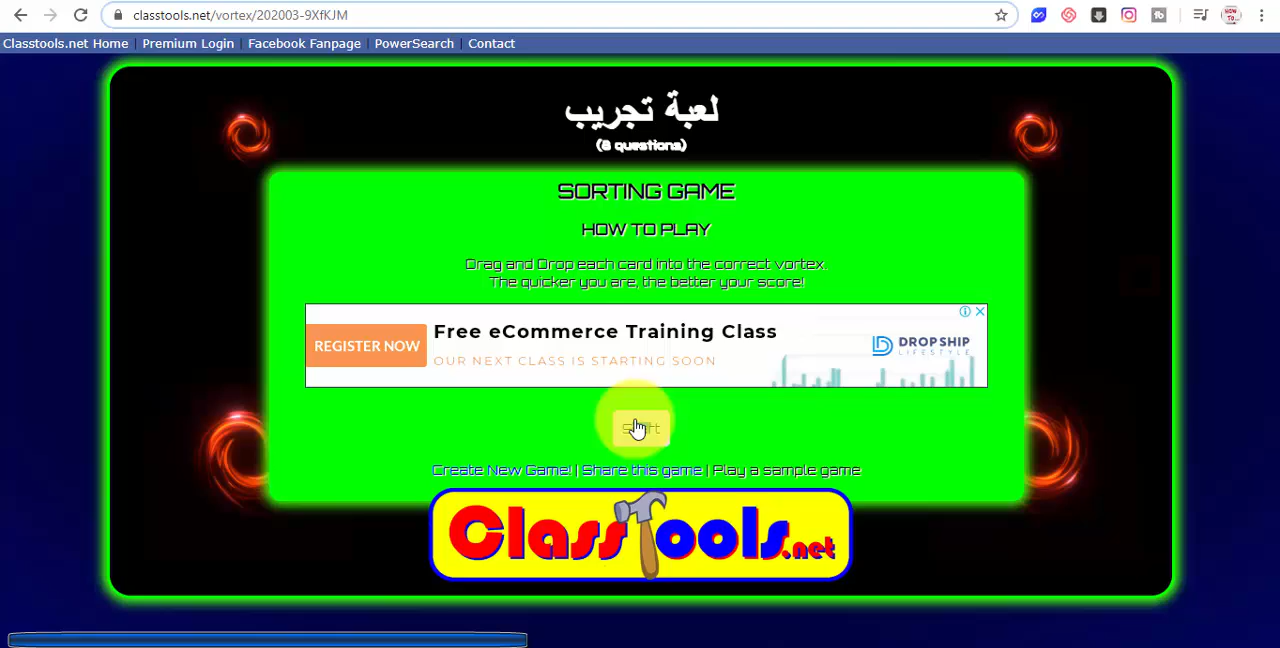 classtools.net/vortex/202003-9XfKJM
Classtools.net Home | Premium Login | Facebook Fanpage | PowerSearch | Contact
لعبة تجريب
(8 questions)
SORTING GAME
HOW TO PLAY
Drag and Drop each card into the correct vortex.
The quicker you are, the better your score!
REGISTER NOW
Free eCommerce Training Class
OUR NEXT CLASS IS STARTING SOON
DROPSHIP
LIFESTYLE
Start
Create New Game! | Share this game | Play a sample game
ClassTools.net